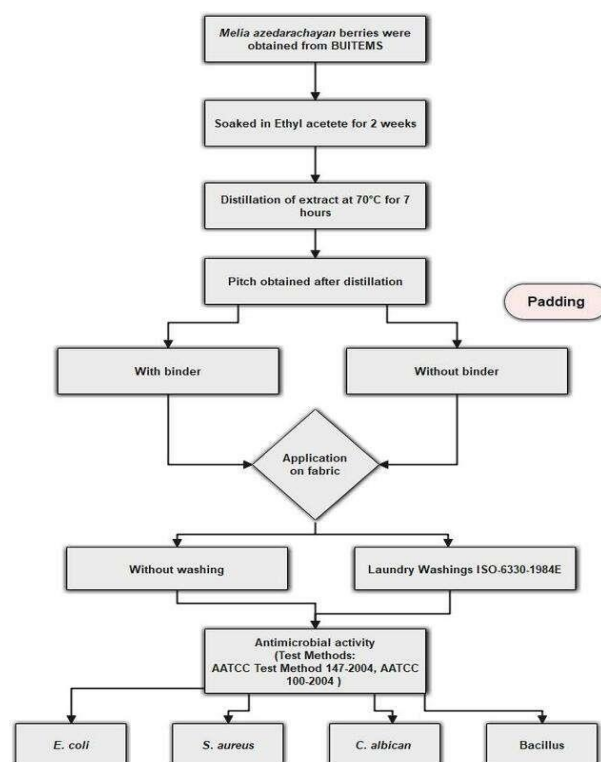 Melia azedarachayan berries were
obtained from BUITEMS
Soaked in Ethyl acetete for 2 weeks
Distillation of extract at 70°C for 7
hours
Pitch obtained after distillation
Padding
With binder
Without binder
Application
on fabric
Without washing
Laundry Washings ISO-6330-1984E
Antimicrobial activity
(Test Methods:
AATCC Test Method 147-2004, AATCC
100-2004 )
E. coli
S. aureus
C. albican
Bacillus